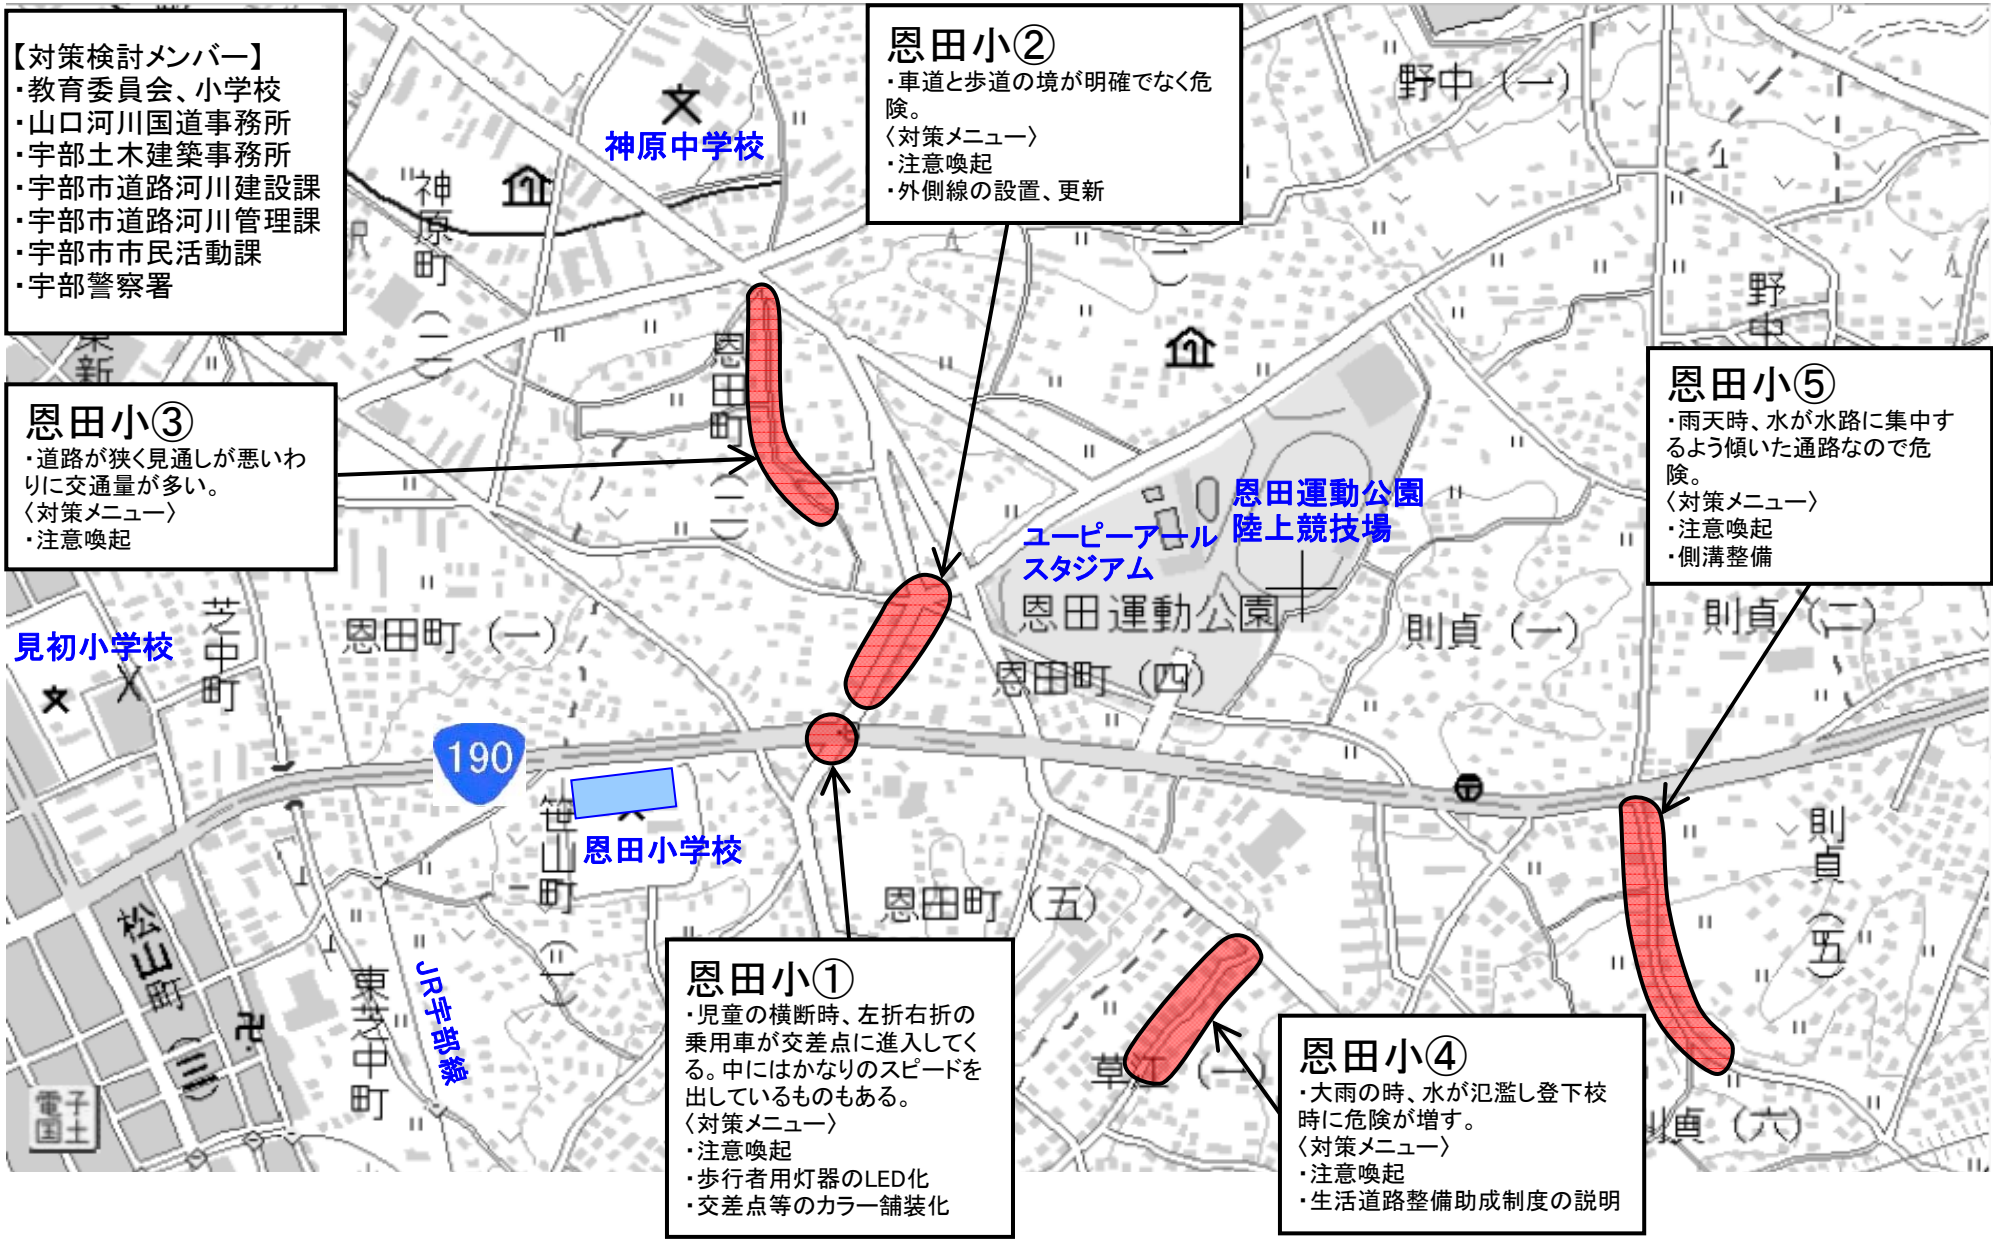 【対策検討メンバー】
・教育委員会、小学校
・山口河川国道事務所
・宇部土木建築事務所
・宇部市道路河川建設課
・宇部市道路河川管理課
・宇部市市民活動課
・宇部警察署
恩田小②
・車道と歩道の境が明確でなく危
険。
〈対策メニュー〉
・注意喚起
・外側線の設置、更新
神原中学校
神原町(二)
野中(一)
野中
恩田小③
・道路が狭く見通しが悪いわ
りに交通量が多い。
〈対策メニュー〉
・注意喚起
恩田町(二)
恩田小⑤
・雨天時、水が水路に集中す
るよう傾いた通路なので危
険。
〈対策メニュー〉
・注意喚起
・側溝整備
恩田運動公園
陸上競技場
ユーピーアール
スタジアム
恩田運動公園
見初小学校
芝中町
恩田町(一)
恩田町(四)
則貞(一)
則貞(二)
190
笹山町(二)
恩田小学校
恩田町(五)
則貞(五)
松山町(三)
東芝中町
JR宇部線
恩田小①
・児童の横断時、左折右折の
乗用車が交差点に進入してく
る。中にはかなりのスピードを
出しているものもある。
〈対策メニュー〉
・注意喚起
・歩行者用灯器のLED化
・交差点等のカラー舗装化
草江(一)
恩田小④
・大雨の時、水が氾濫し登下校
時に危険が増す。
〈対策メニュー〉
・注意喚起
・生活道路整備助成制度の説明
則貞(六)
電子
国土